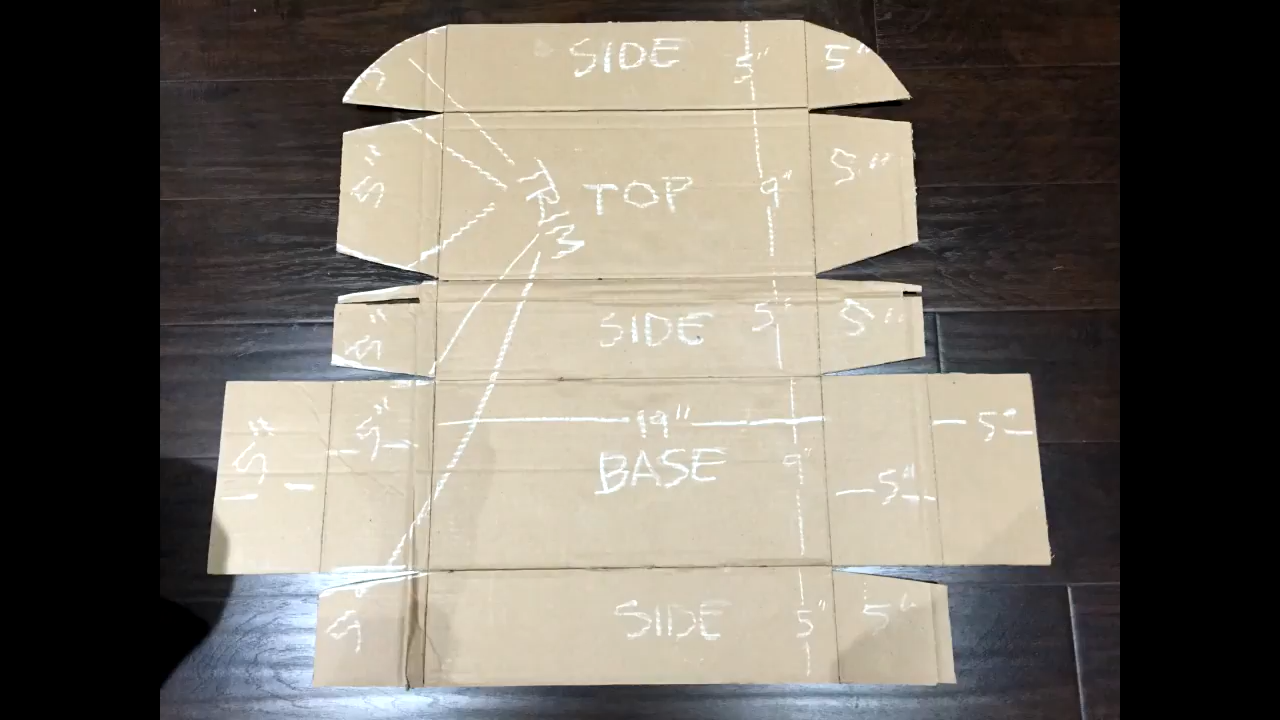 5 SIDE 5" 5"
5" TRIM TOP 9" 5"
5" SIDE 5" 5"
5" 5" 19" 5"
BASE 9" 5"
5 SIDE 5" 5"